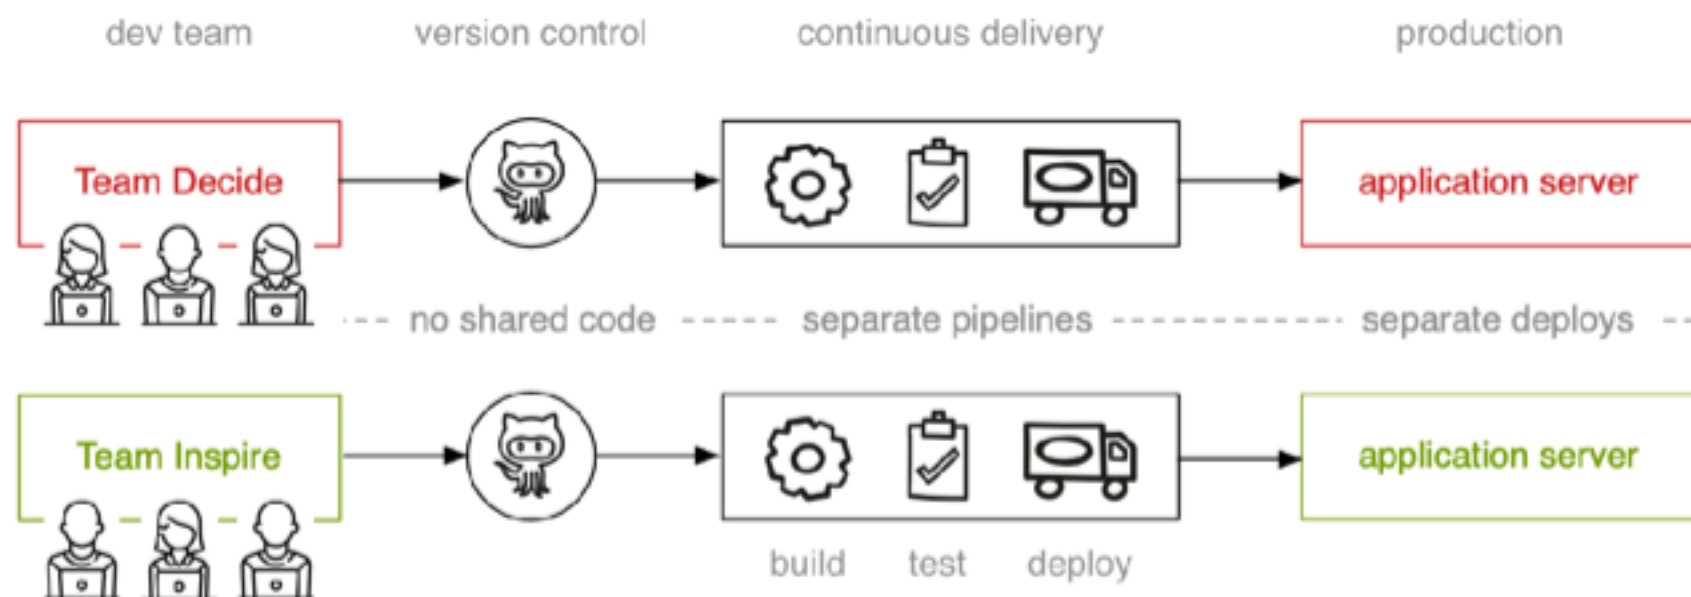 dev team version control continuous delivery production
Team Decide application server
no shared code separate pipelines separate deploys
Team Inspire application server
build test deploy